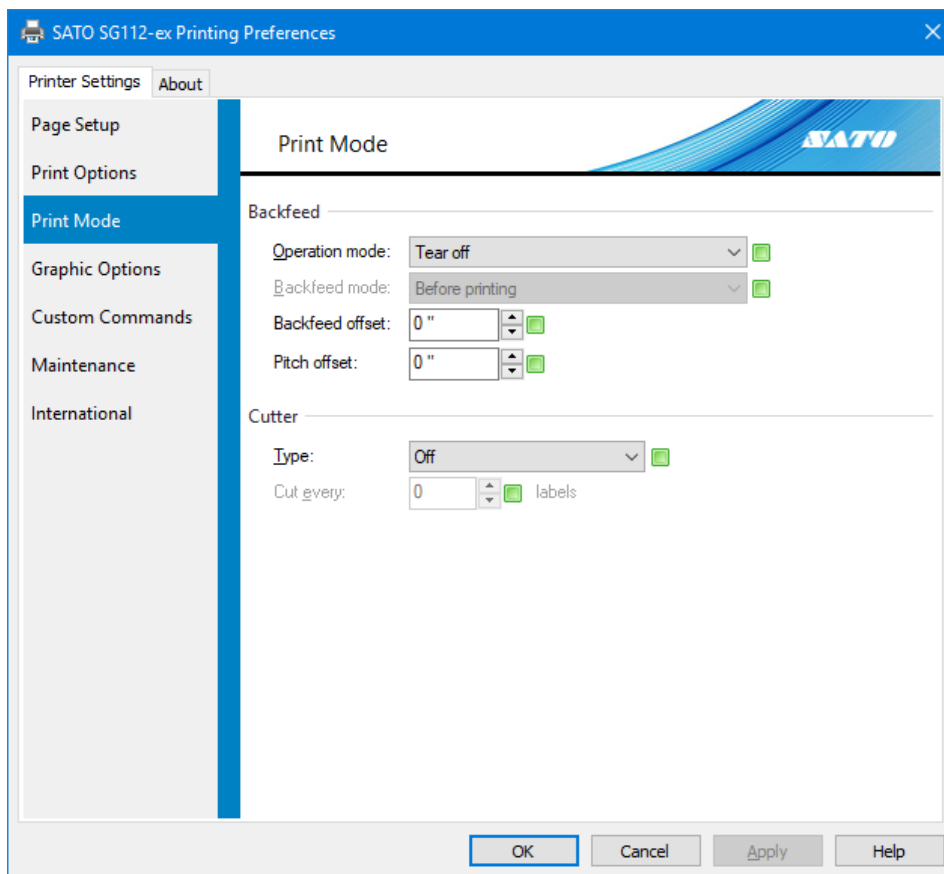 SATO SG112-ex Printing Preferences
Printer Settings About
Page Setup
Print Options
Print Mode
Graphic Options
Custom Commands
Maintenance
International
Print Mode
SATO
Backfeed
Operation mode: Tear off
Backfeed mode: Before printing
Backfeed offset: 0 "
Pitch offset: 0 "
Cutter
Type: Off
Cut every: 0 labels
OK Cancel Apply Help